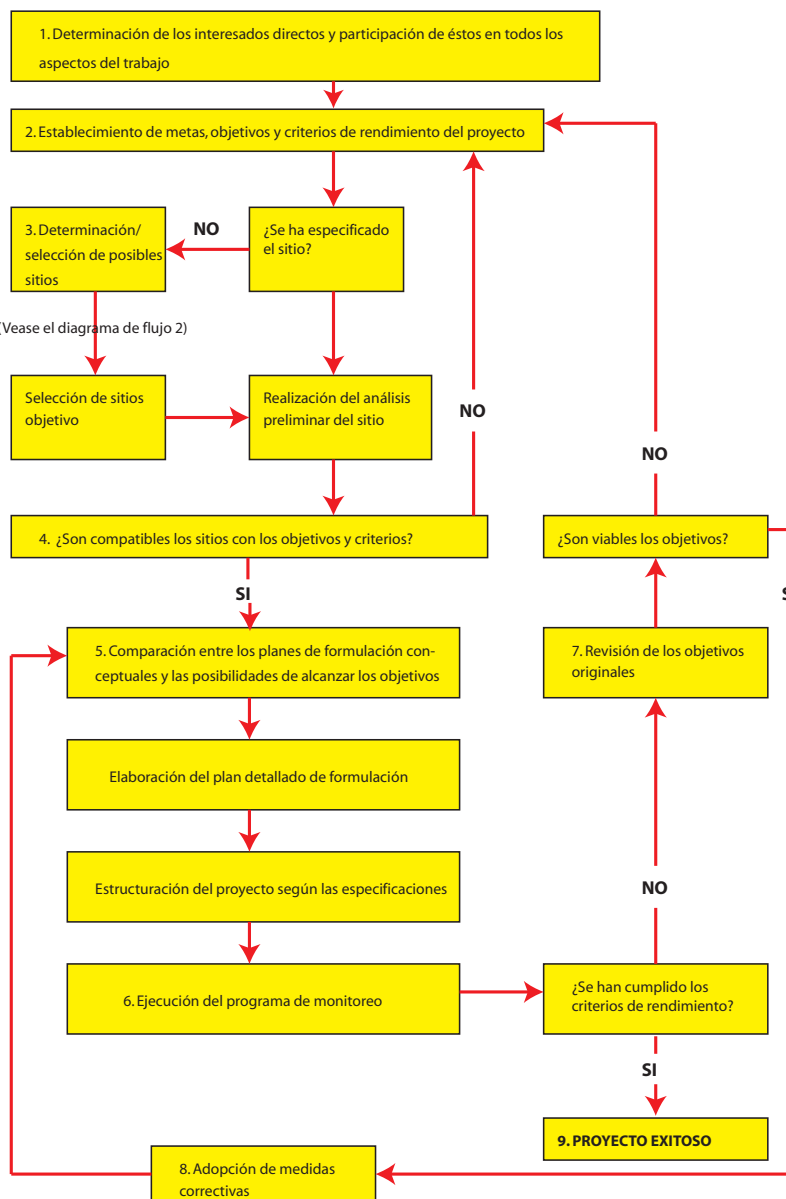 1. Determinación de los interesados directos y participación de éstos en todos los
aspectos del trabajo
2. Establecimiento de metas, objetivos y criterios de rendimiento del proyecto
3. Determinación/
selección de posibles
sitios
NO
¿Se ha especificado
el sitio?
(Vease el diagrama de flujo 2)
Selección de sitios
objetivo
Realización del análisis
preliminar del sitio
NO
NO
4. ¿Son compatibles los sitios con los objetivos y criterios?
¿Son viables los objetivos?
SI
5. Comparación entre los planes de formulación con-
ceptuales y las posibilidades de alcanzar los objetivos
7. Revisión de los objetivos
originales
Elaboración del plan detallado de formulación
Estructuración del proyecto según las especificaciones
NO
6. Ejecución del programa de monitoreo
¿Se han cumplido los
criterios de rendimiento?
SI
9. PROYECTO EXITOSO
8. Adopción de medidas
correctivas